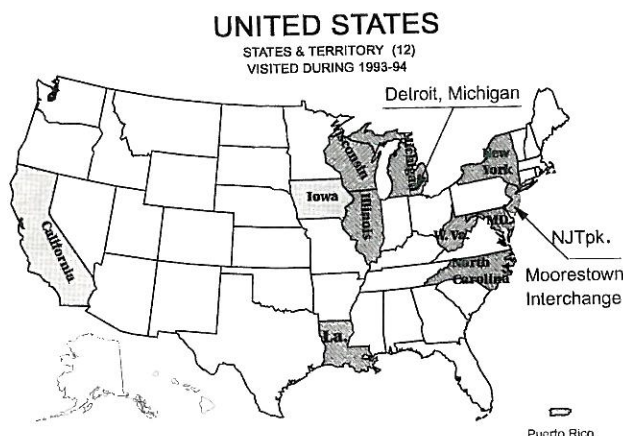 UNITED STATES
STATES & TERRITORY (12)
VISITED DURING 1993-94
Detroit, Michigan
Wisconsin
Michigan
New
York
Iowa
Illinois
MD.
W. Va.
NJTpk.
California
North
Carolina
Moorestown
Interchange
La.
Puerto Rico